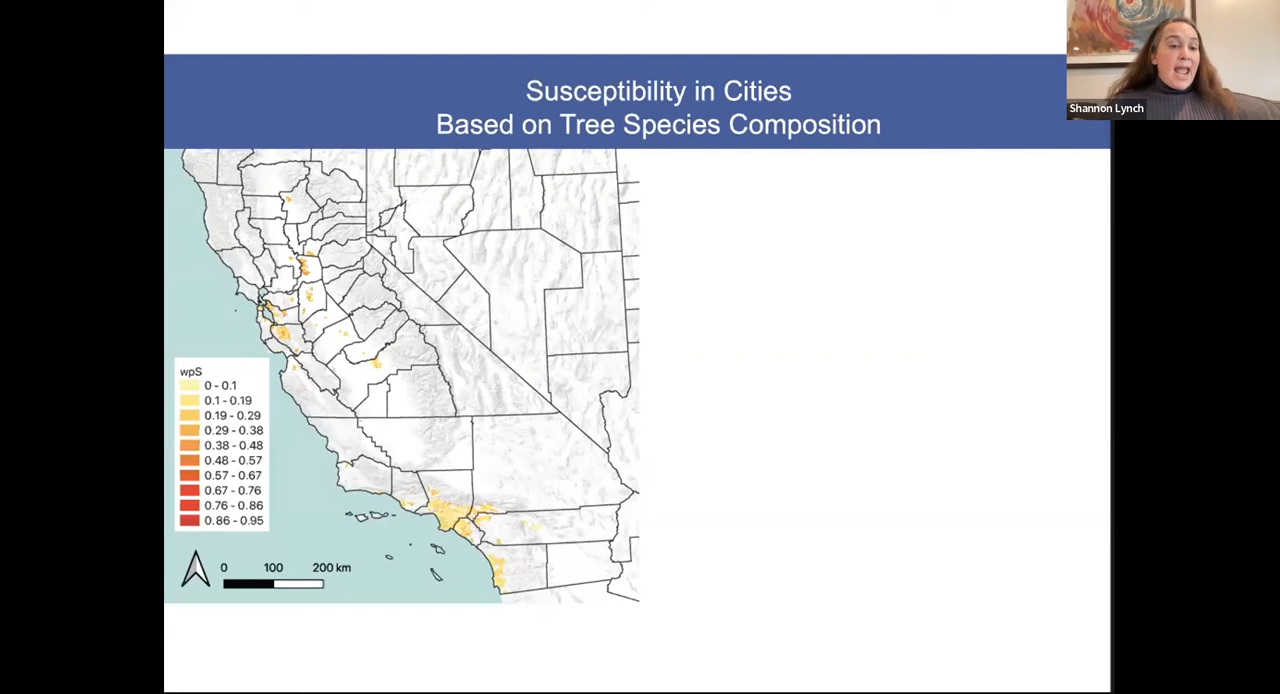 Susceptibility in Cities
Based on Tree Species Composition
Shannon Lynch
wpS
0 - 0.1
0.1 - 0.19
0.19 - 0.29
0.29 - 0.38
0.38 - 0.48
0.48 - 0.57
0.57 - 0.67
0.67 - 0.76
0.76 - 0.86
0.86 - 0.95
0 100 200 km